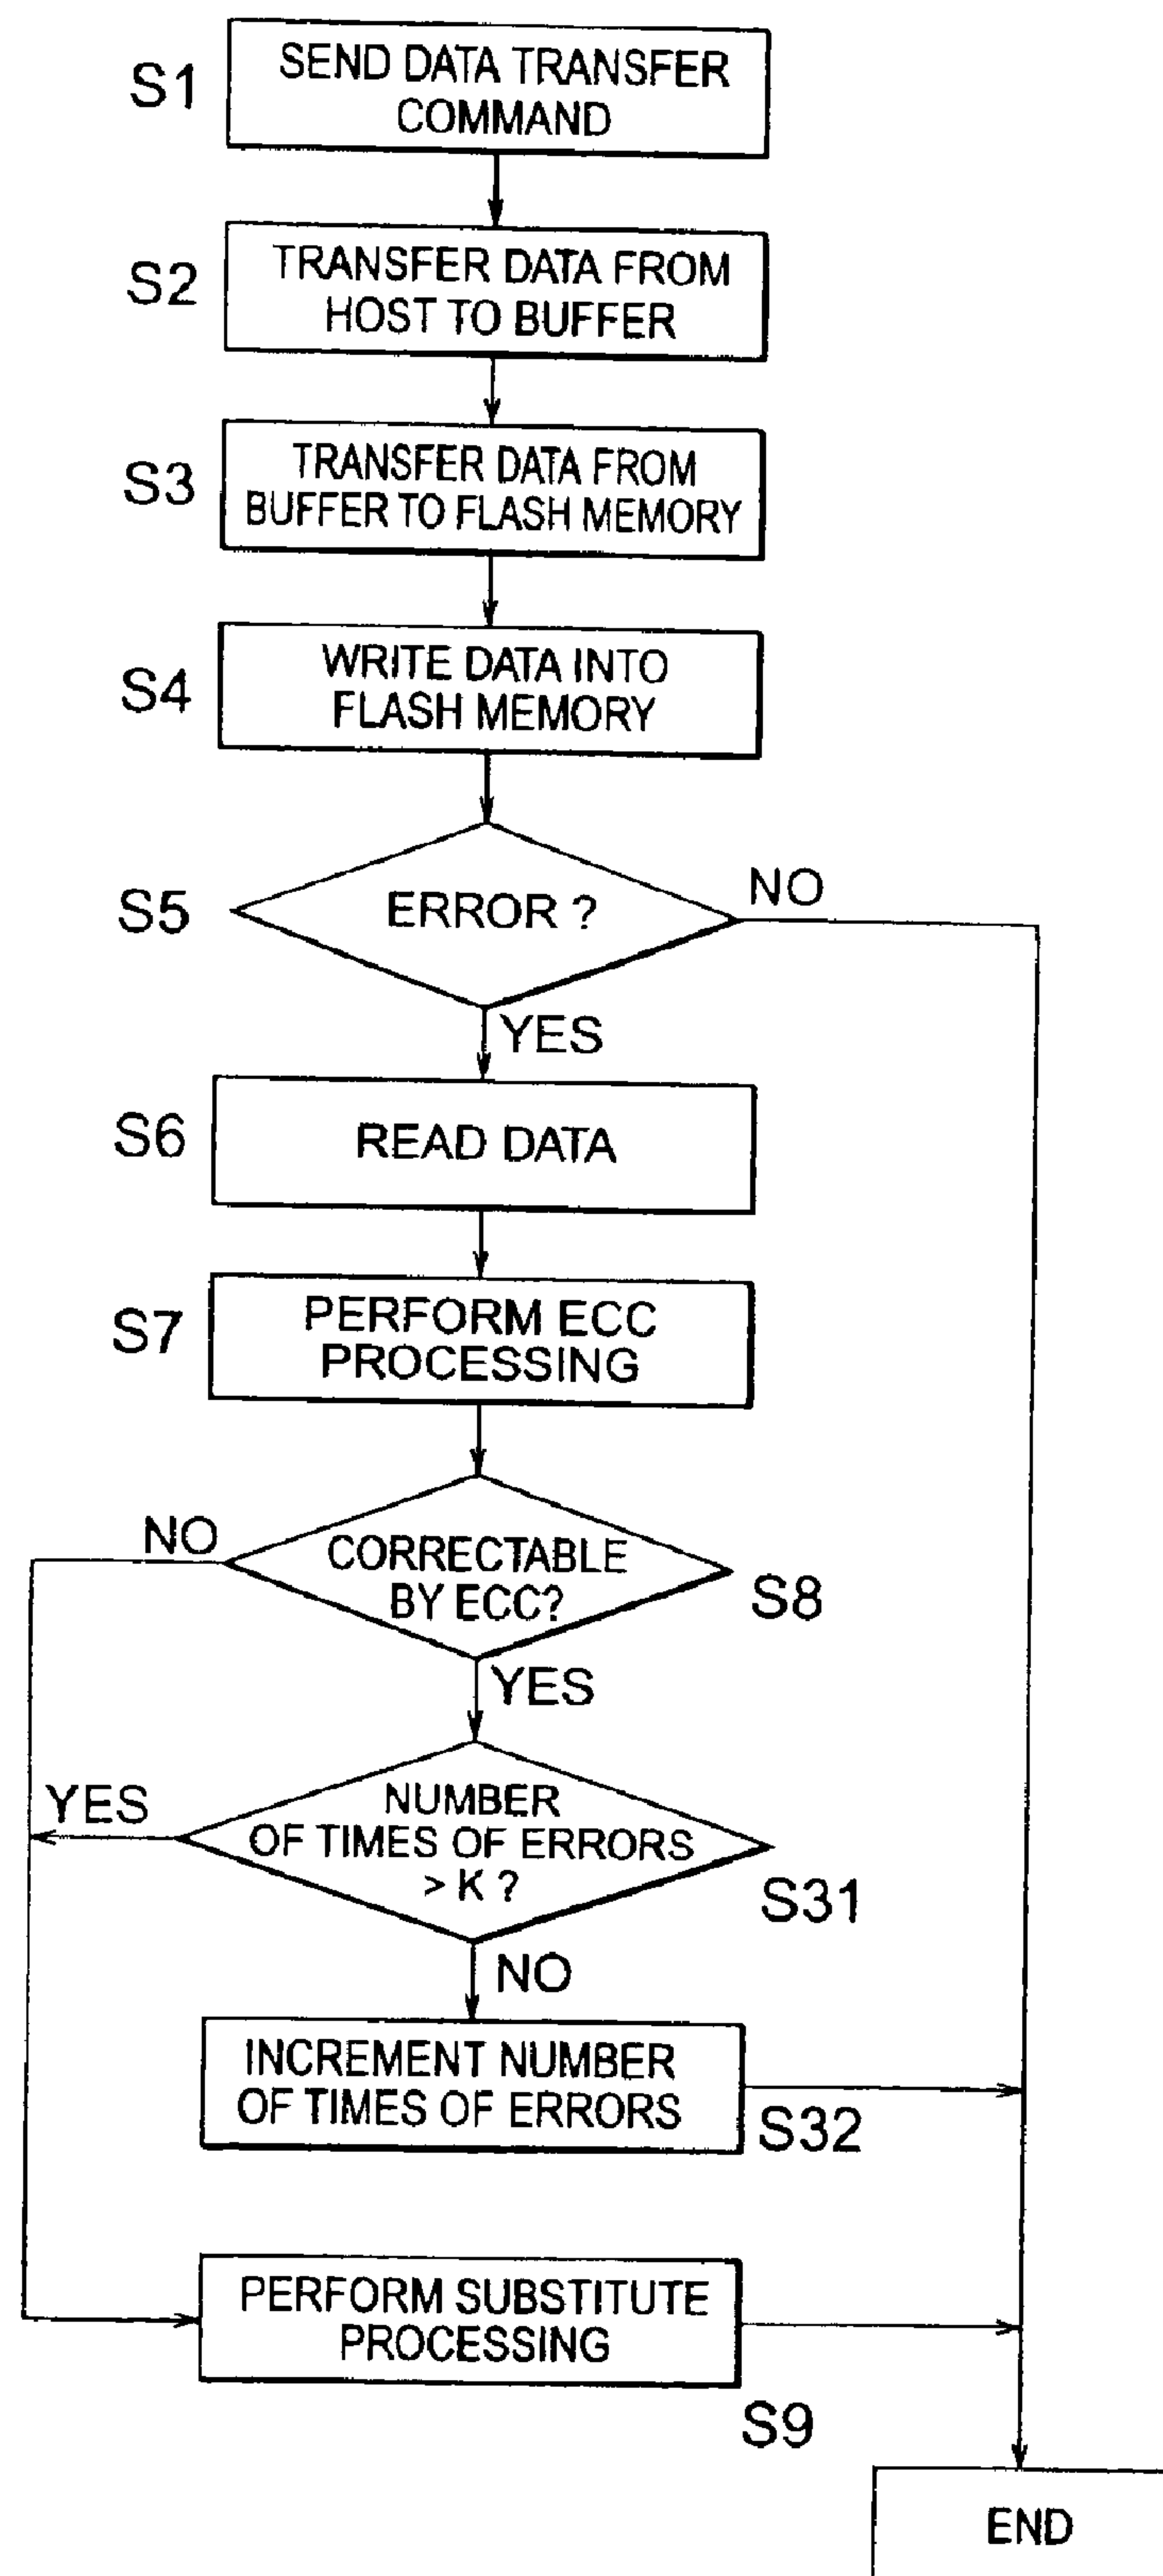 S1
SEND DATA TRANSFER
COMMAND
S2
TRANSFER DATA FROM
HOST TO BUFFER
S3
TRANSFER DATA FROM
BUFFER TO FLASH MEMORY
S4
WRITE DATA INTO
FLASH MEMORY
S5
ERROR ?
NO
YES
S6
READ DATA
S7
PERFORM ECC
PROCESSING
NO
CORRECTABLE
BY ECC?
S8
YES
YES
NUMBER
OF TIMES OF ERRORS
> K ?
S31
NO
INCREMENT NUMBER
OF TIMES OF ERRORS
S32
PERFORM SUBSTITUTE
PROCESSING
S9
END